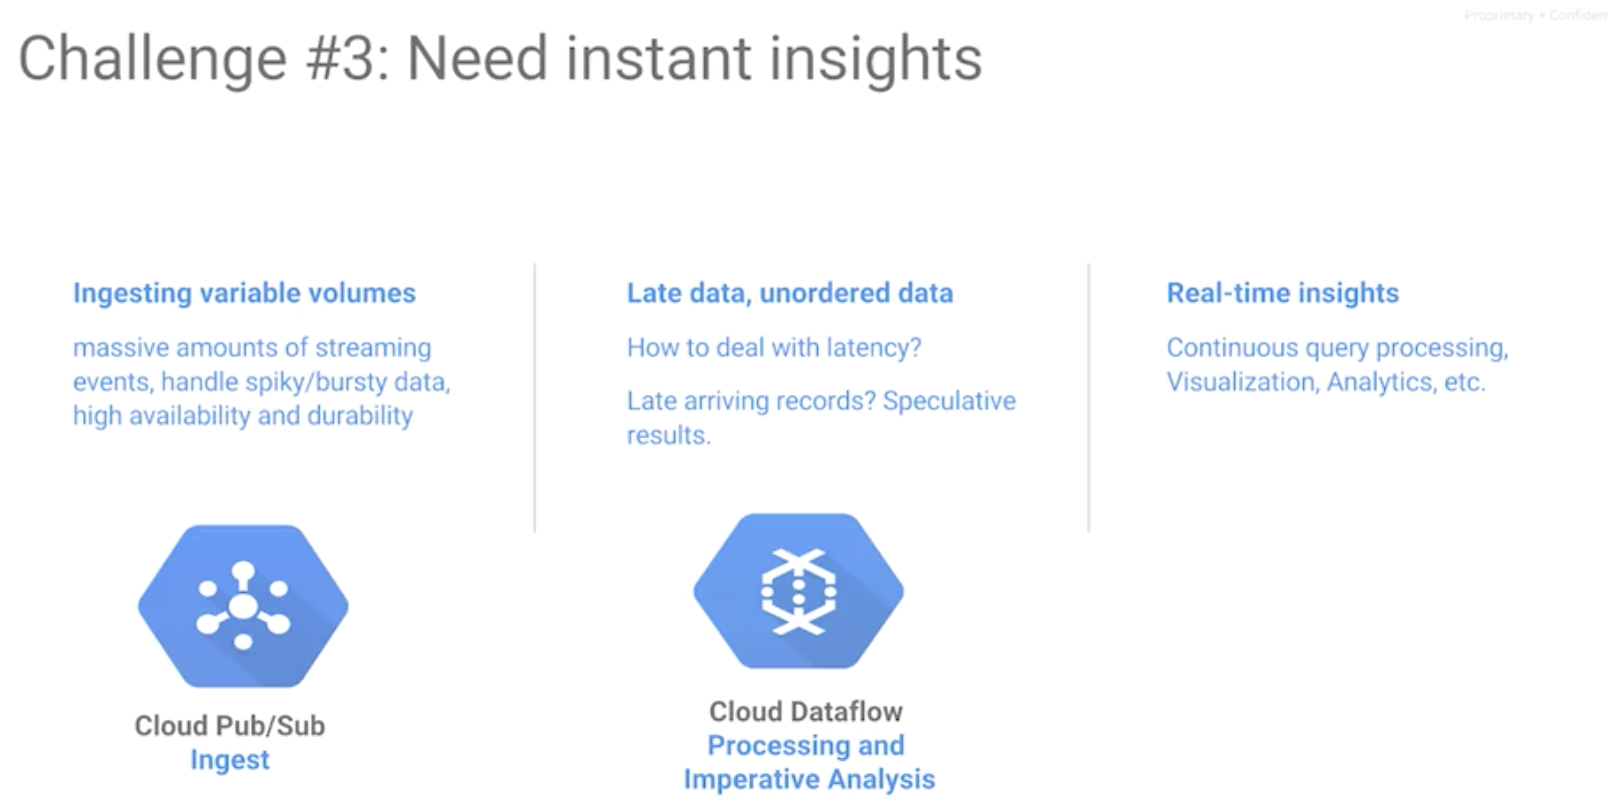 Proprietary + Confident
Challenge #3: Need instant insights
Ingesting variable volumes
massive amounts of streaming
events, handle spiky/bursty data,
high availability and durability
Cloud Pub/Sub
Ingest
Late data, unordered data
How to deal with latency?
Late arriving records? Speculative
results.
Cloud Dataflow
Processing and
Imperative Analysis
Real-time insights
Continuous query processing,
Visualization, Analytics, etc.